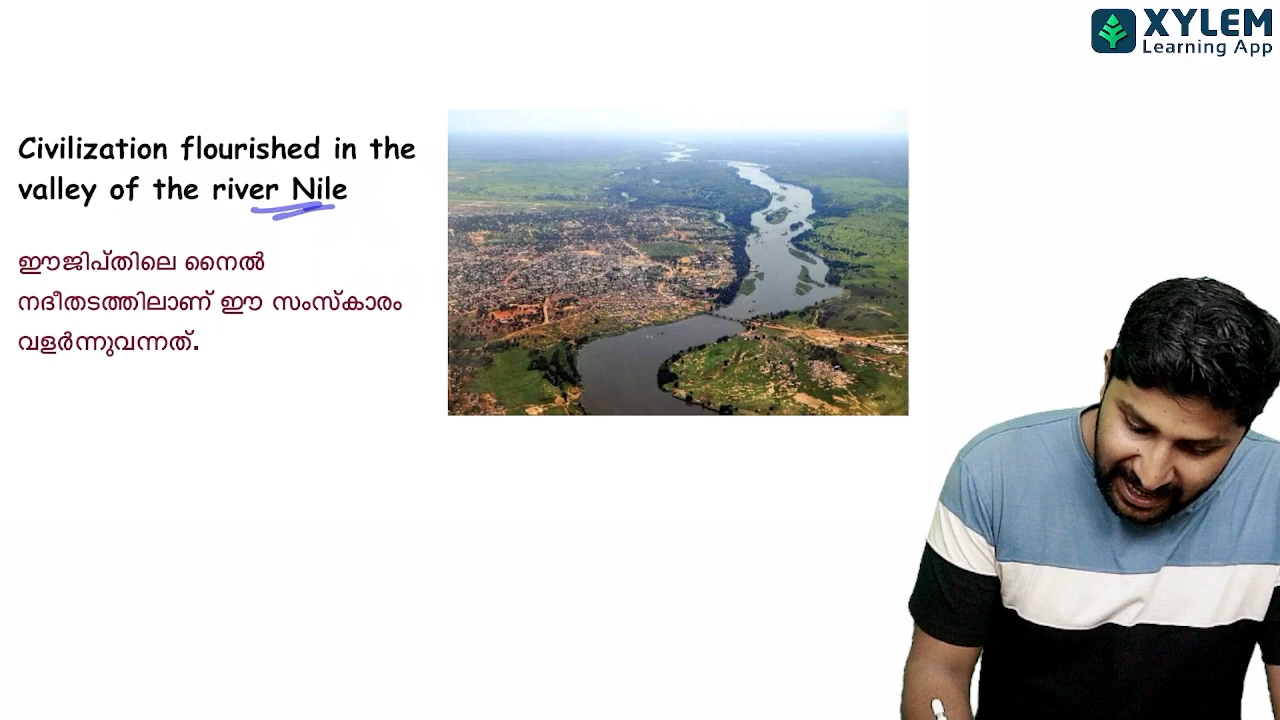 XYLEM
Learning App
Civilization flourished in the
valley of the river Nile
ഈജിപ്തിലെ നൈൽ
നദീതടത്തിലാണ് ഈ സംസ്കാരം
വളർന്നുവന്നത്.